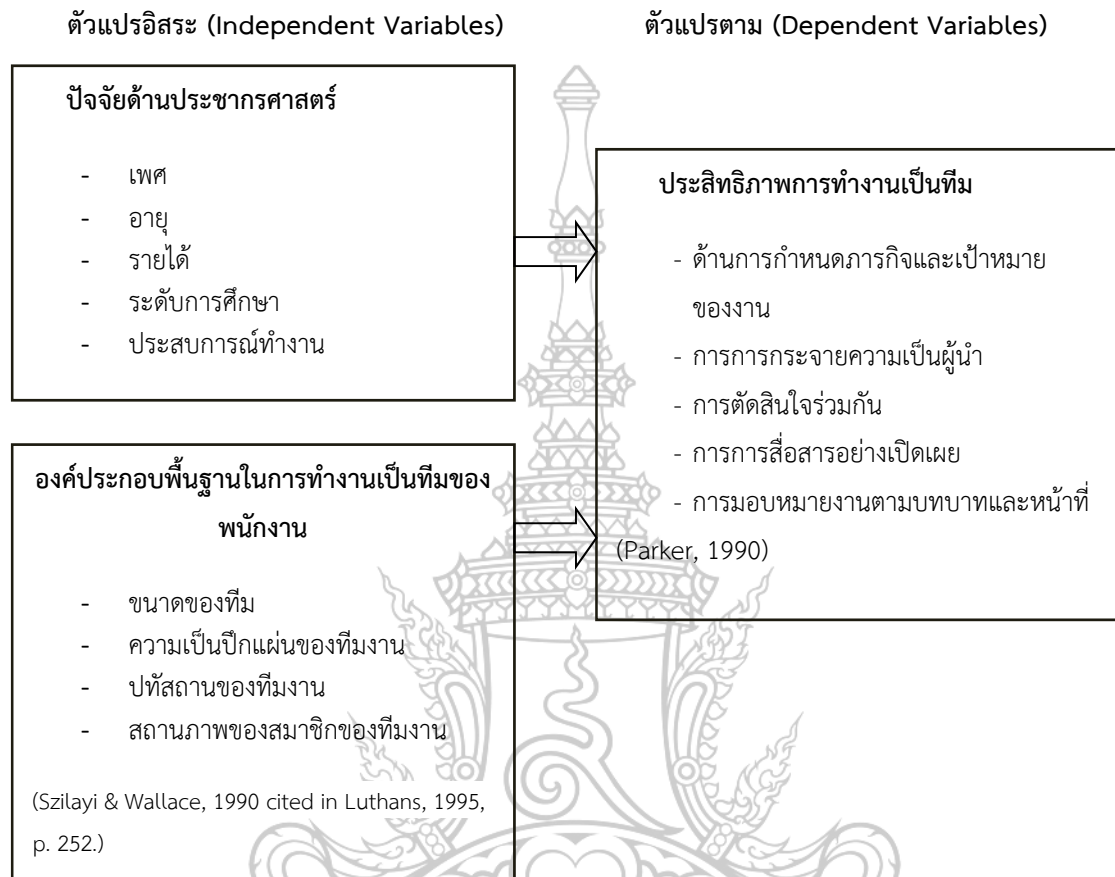 ตัวแปรอิสระ (Independent Variables)
ตัวแปรตาม (Dependent Variables)
ปัจจัยด้านประชากรศาสตร์
- เพศ
- อายุ
- รายได้
- ระดับการศึกษา
- ประสบการณ์ทำงาน
องค์ประกอบพื้นฐานในการทำงานเป็นทีมของ
พนักงาน
- ขนาดของทีม
- ความเป็นปึกแผ่นของทีมงาน
- ปทัสถานของทีมงาน
- สถานภาพของสมาชิกของทีมงาน
(Szilayi & Wallace, 1990 cited in Luthans, 1995,
p. 252.)
ประสิทธิภาพการทำงานเป็นทีม
- ด้านการกำหนดภารกิจและเป้าหมาย
ของงาน
- การการกระจายความเป็นผู้นำ
- การตัดสินใจร่วมกัน
- การการสื่อสารอย่างเปิดเผย
- การมอบหมายงานตามบทบาทและหน้าที่
(Parker, 1990)